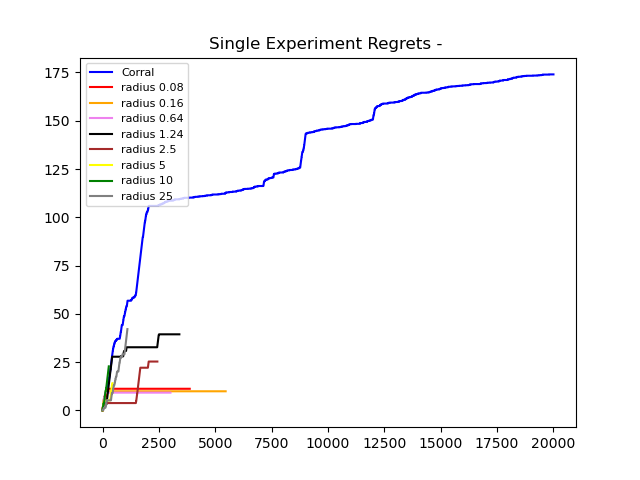 Single Experiment Regrets -
175
150
125
100
75
50
25
0
Corral
radius 0.08
radius 0.16
radius 0.64
radius 1.24
radius 2.5
radius 5
radius 10
radius 25
0 2500 5000 7500 10000 12500 15000 17500 20000